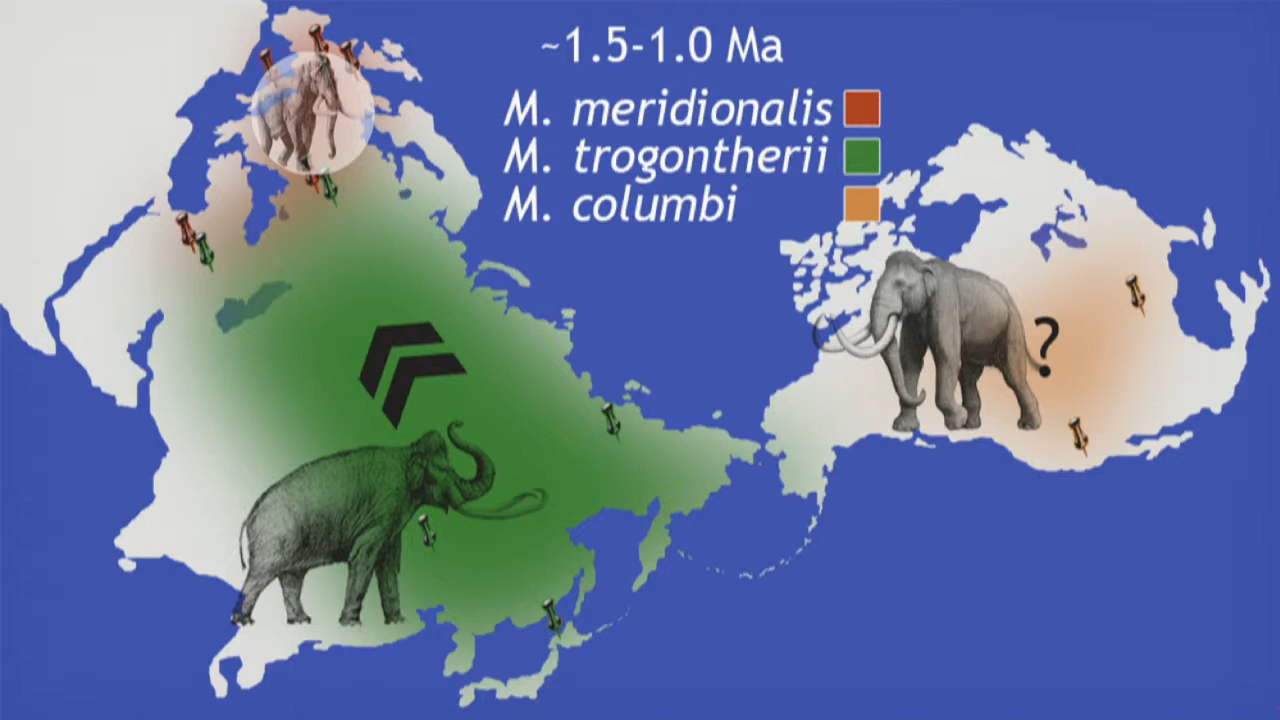 ~1.5-1.0 Ma
M. meridionalis
M. trogontherii
M. columbi
?